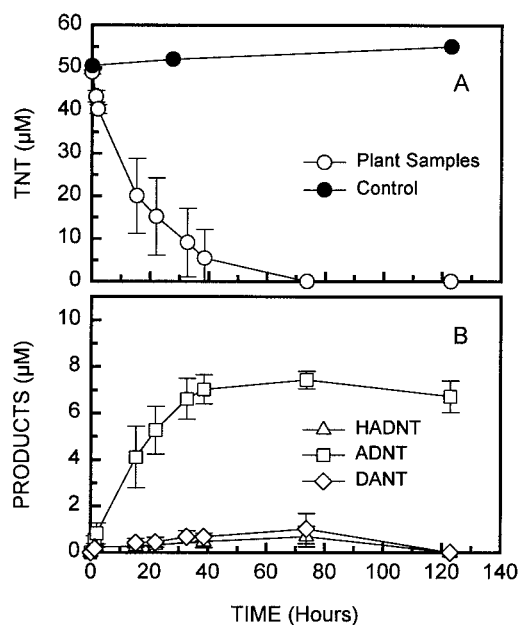 60
50
40
30
20
10
0
TNT (µM)
A
Plant Samples
Control
10
8
6
4
2
0
PRODUCTS (µM)
B
HADNT
ADNT
DANT
0 20 40 60 80 100 120 140
TIME (Hours)